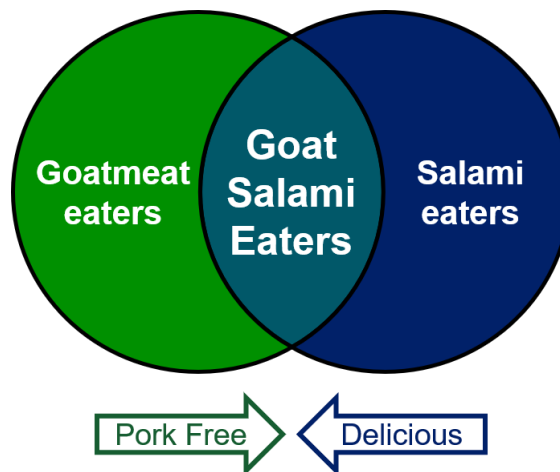 Goatmeat
eaters
Goat
Salami
Eaters
Salami
eaters
Pork Free
Delicious